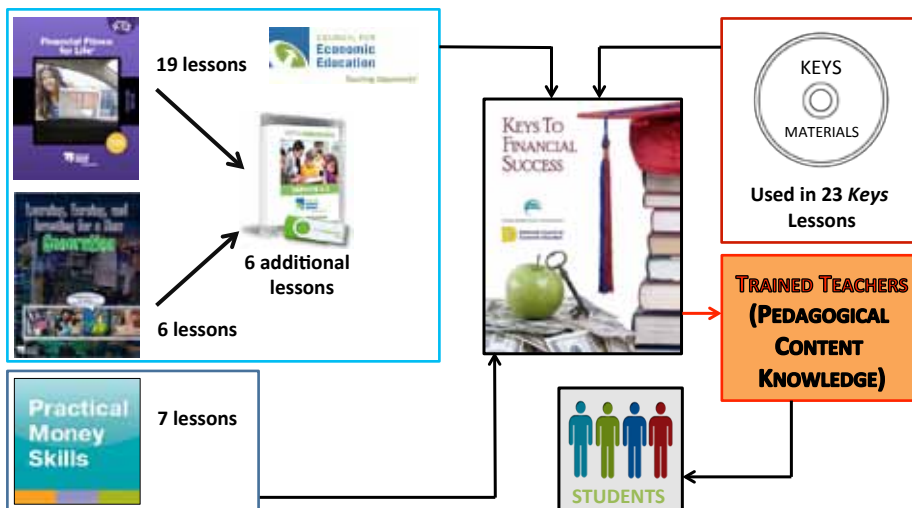 Financial Fitness
for Life
19 lessons
COUNCIL FOR
Economic
Education
Learning, Earning, and
Investing for a New
Generation
6 additional
lessons
6 lessons
Practical
Money
Skills
7 lessons
KEYS TO
FINANCIAL
SUCCESS
KEYS
MATERIALS
Used in 23 Keys
Lessons
TRAINED TEACHERS
(PEDAGOGICAL
CONTENT
KNOWLEDGE)
STUDENTS